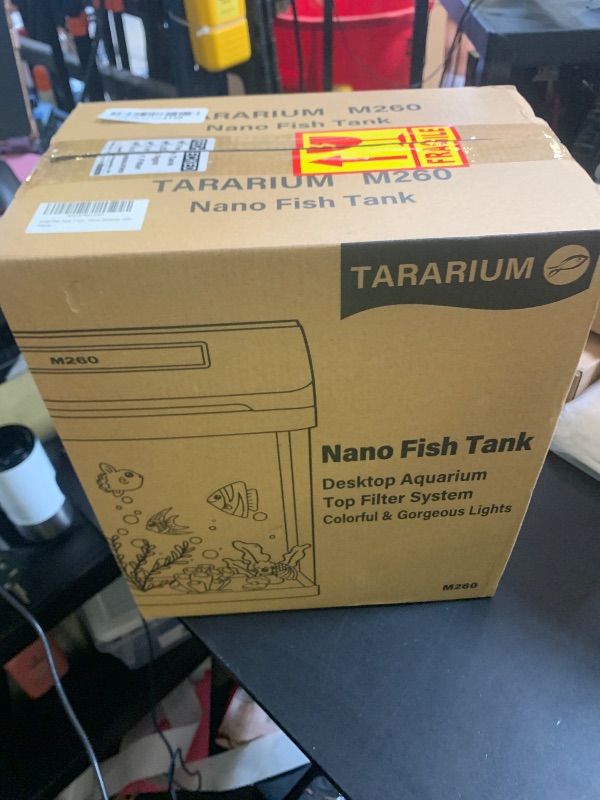 TARARIUM M260
Nano Fish Tank
FRAGILE
TARARIUM M260
Nano Fish Tank
TARARIUM
M260
Nano Fish Tank
Desktop Aquarium
Top Filter System
Colorful & Gorgeous Lights
M260